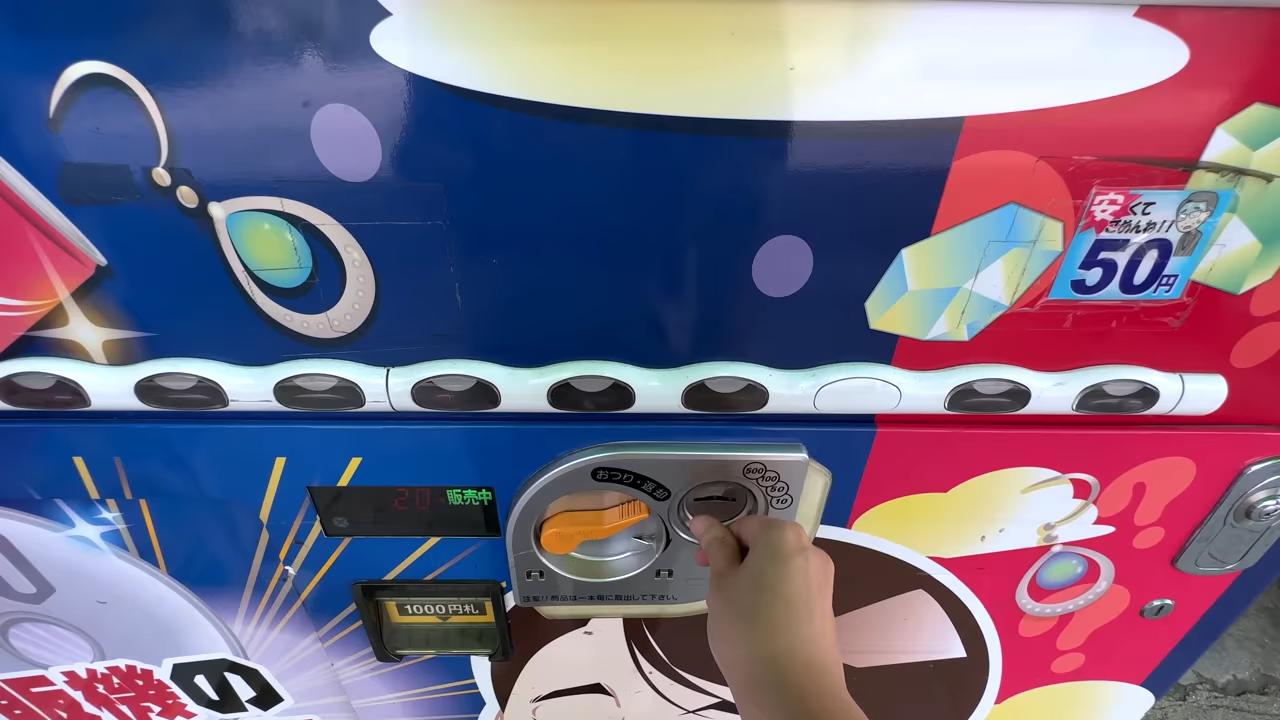 安くて
ごめんね!!
50円
おつり・返却
500
100
50
10
20 販売中
1000円札
注意!!商品は一本毎に取出して下さい。
販機の